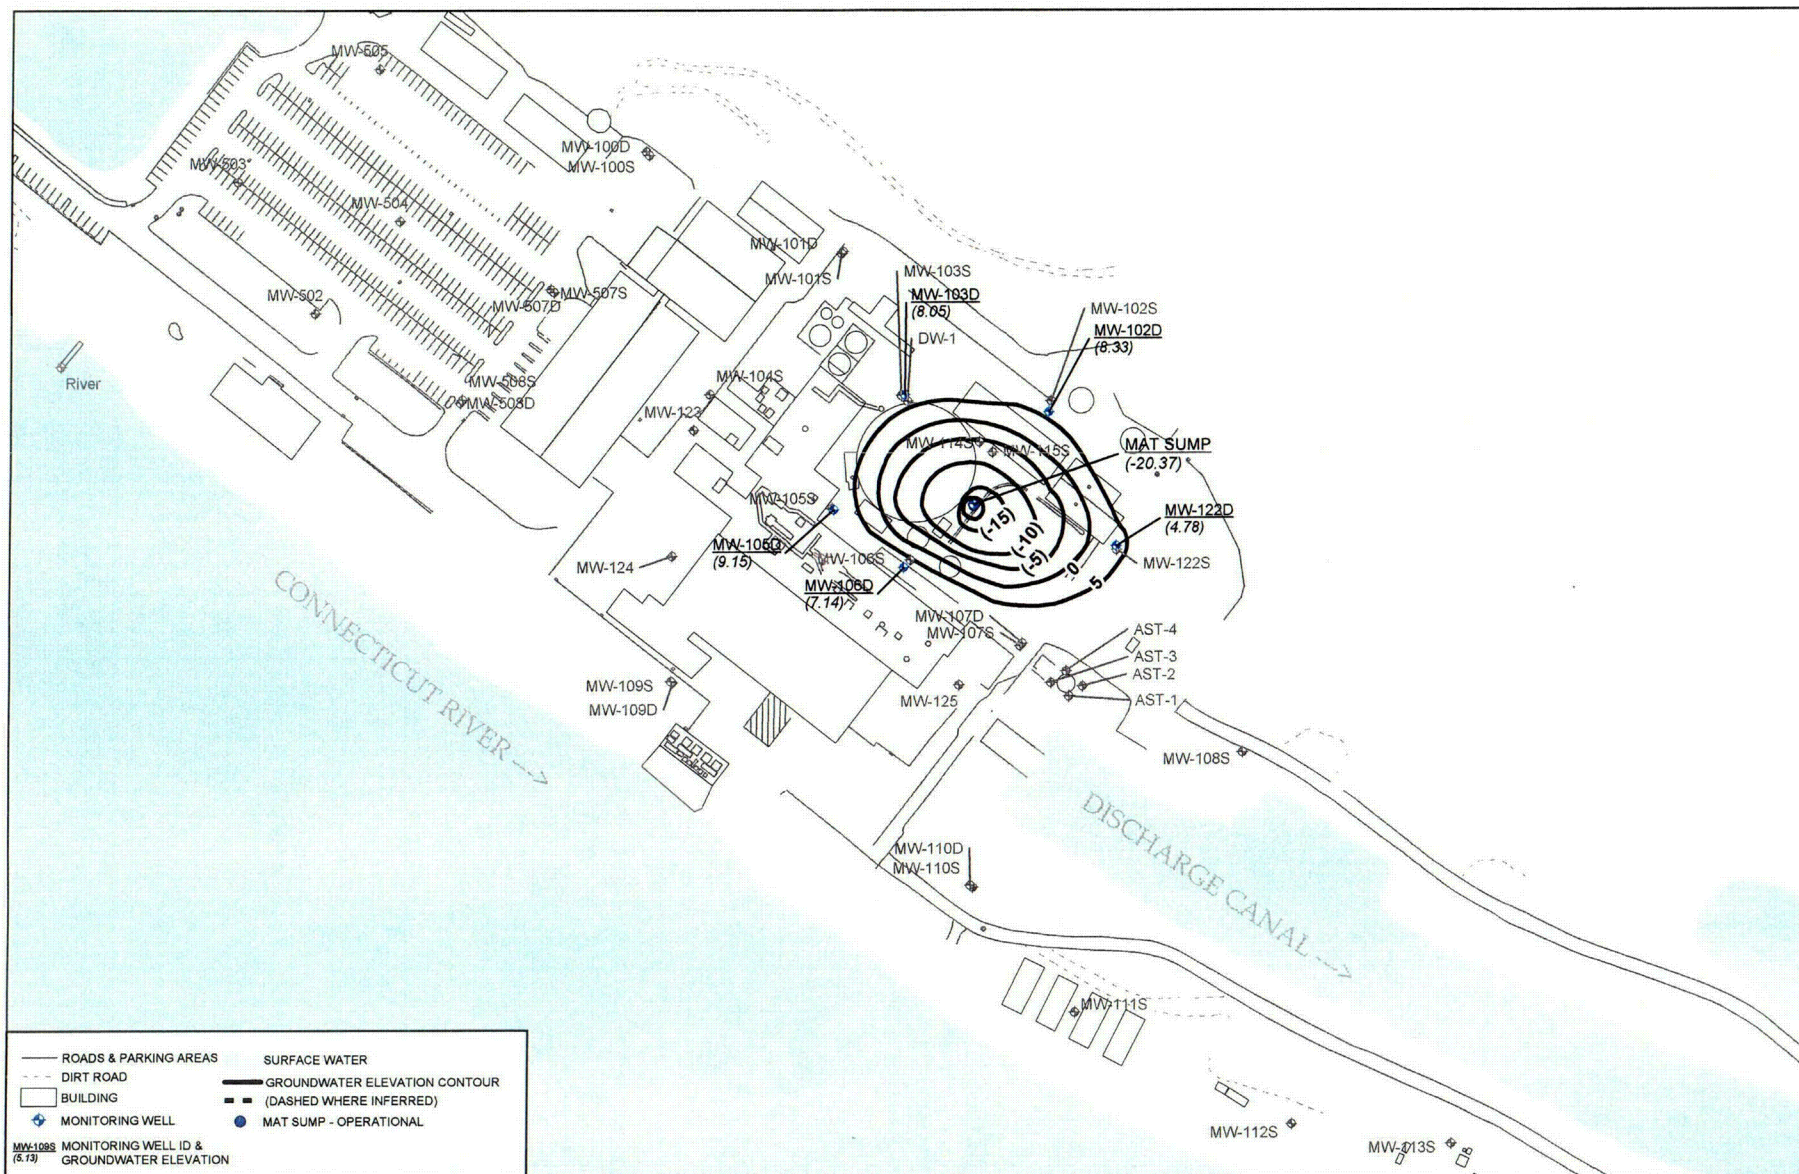 MW-505
MW-100D
MW-100S
MW-503
MW-504
MW-101D
MW-101S
MW-103S
MW-103D
(8.05)
DW-1
MW-102S
MW-102D
(8.33)
MW-502
MW-507S
MW-507D
River
MW-508S
MW-508D
MW-104S
MW-123
MW-114S
MW-115S
MAT SUMP
(-20.37)
MW-105S
MW-105D
(9.15)
MW-122D
(4.78)
MW-122S
(-15)
(-10)
(-5)
0
5
MW-124
MW-106S
MW-106D
(7.14)
MW-107D
MW-107S
AST-4
AST-3
AST-2
AST-1
MW-109S
MW-109D
MW-125
MW-108S
CONNECTICUT RIVER --->
DISCHARGE CANAL --->
MW-110D
MW-110S
MW-111S
MW-112S
MW-113S
ROADS & PARKING AREAS
DIRT ROAD
BUILDING
MONITORING WELL
MW-109S
(5.13)
MONITORING WELL ID &
GROUNDWATER ELEVATION
SURFACE WATER
GROUNDWATER ELEVATION CONTOUR
(DASHED WHERE INFERRED)
MAT SUMP - OPERATIONAL